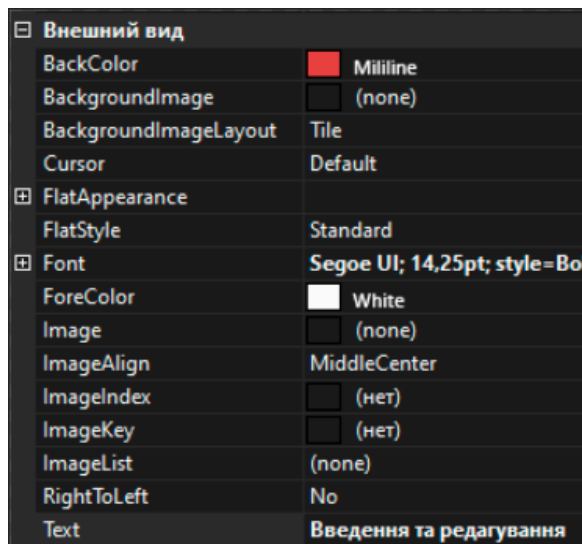 Внешний вид
BackColor Mililine
BackgroundImage (none)
BackgroundImageLayout Tile
Cursor Default
FlatAppearance
FlatStyle Standard
Font Segoe UI; 14,25pt; style=Bo
ForeColor White
Image (none)
ImageAlign MiddleCenter
ImageIndex (нет)
ImageKey (нет)
ImageList (none)
RightToLeft No
Text Введення та редагування